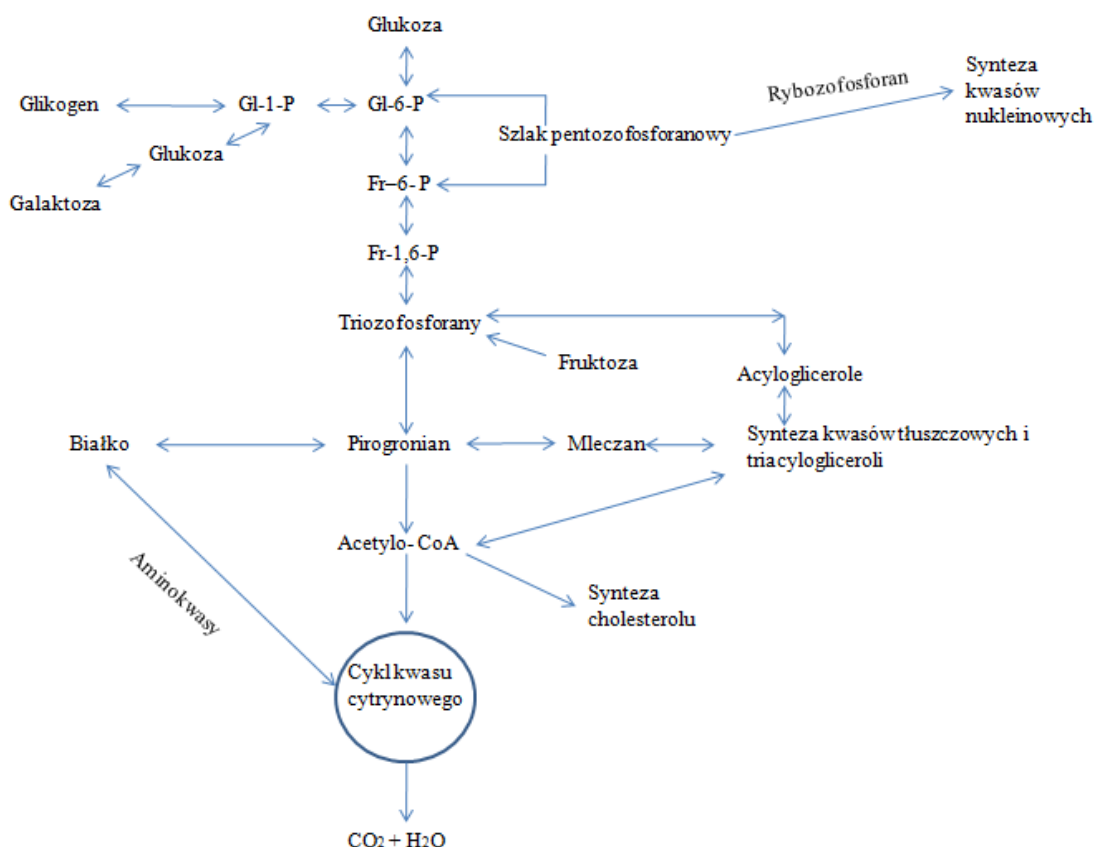 Glukoza
Glikogen
Gl-1-P
Gl-6-P
Rybozofosforan
Synteza
kwasów
nukleinowych
Szlak pentozofosforanowy
Glukoza
Galaktoza
Fr–6- P
Fr-1,6-P
Triozofosforany
Fruktoza
Acyloglicerole
Białko
Pirogronian
Mleczan
Synteza kwasów tłuszczowych i
triacylogliceroli
Acetylo- CoA
Aminokwasy
Synteza
cholesterolu
Cykl kwasu
cytrynowego
CO2 + H2O